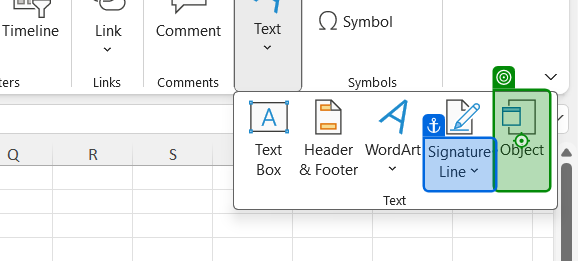 Timeline
Link
Comment
Text
Symbol
ters
Links
Comments
Symbols
A
Text
Box
Header
& Footer
WordArt
Signature
Line
Object
Text
Q R S